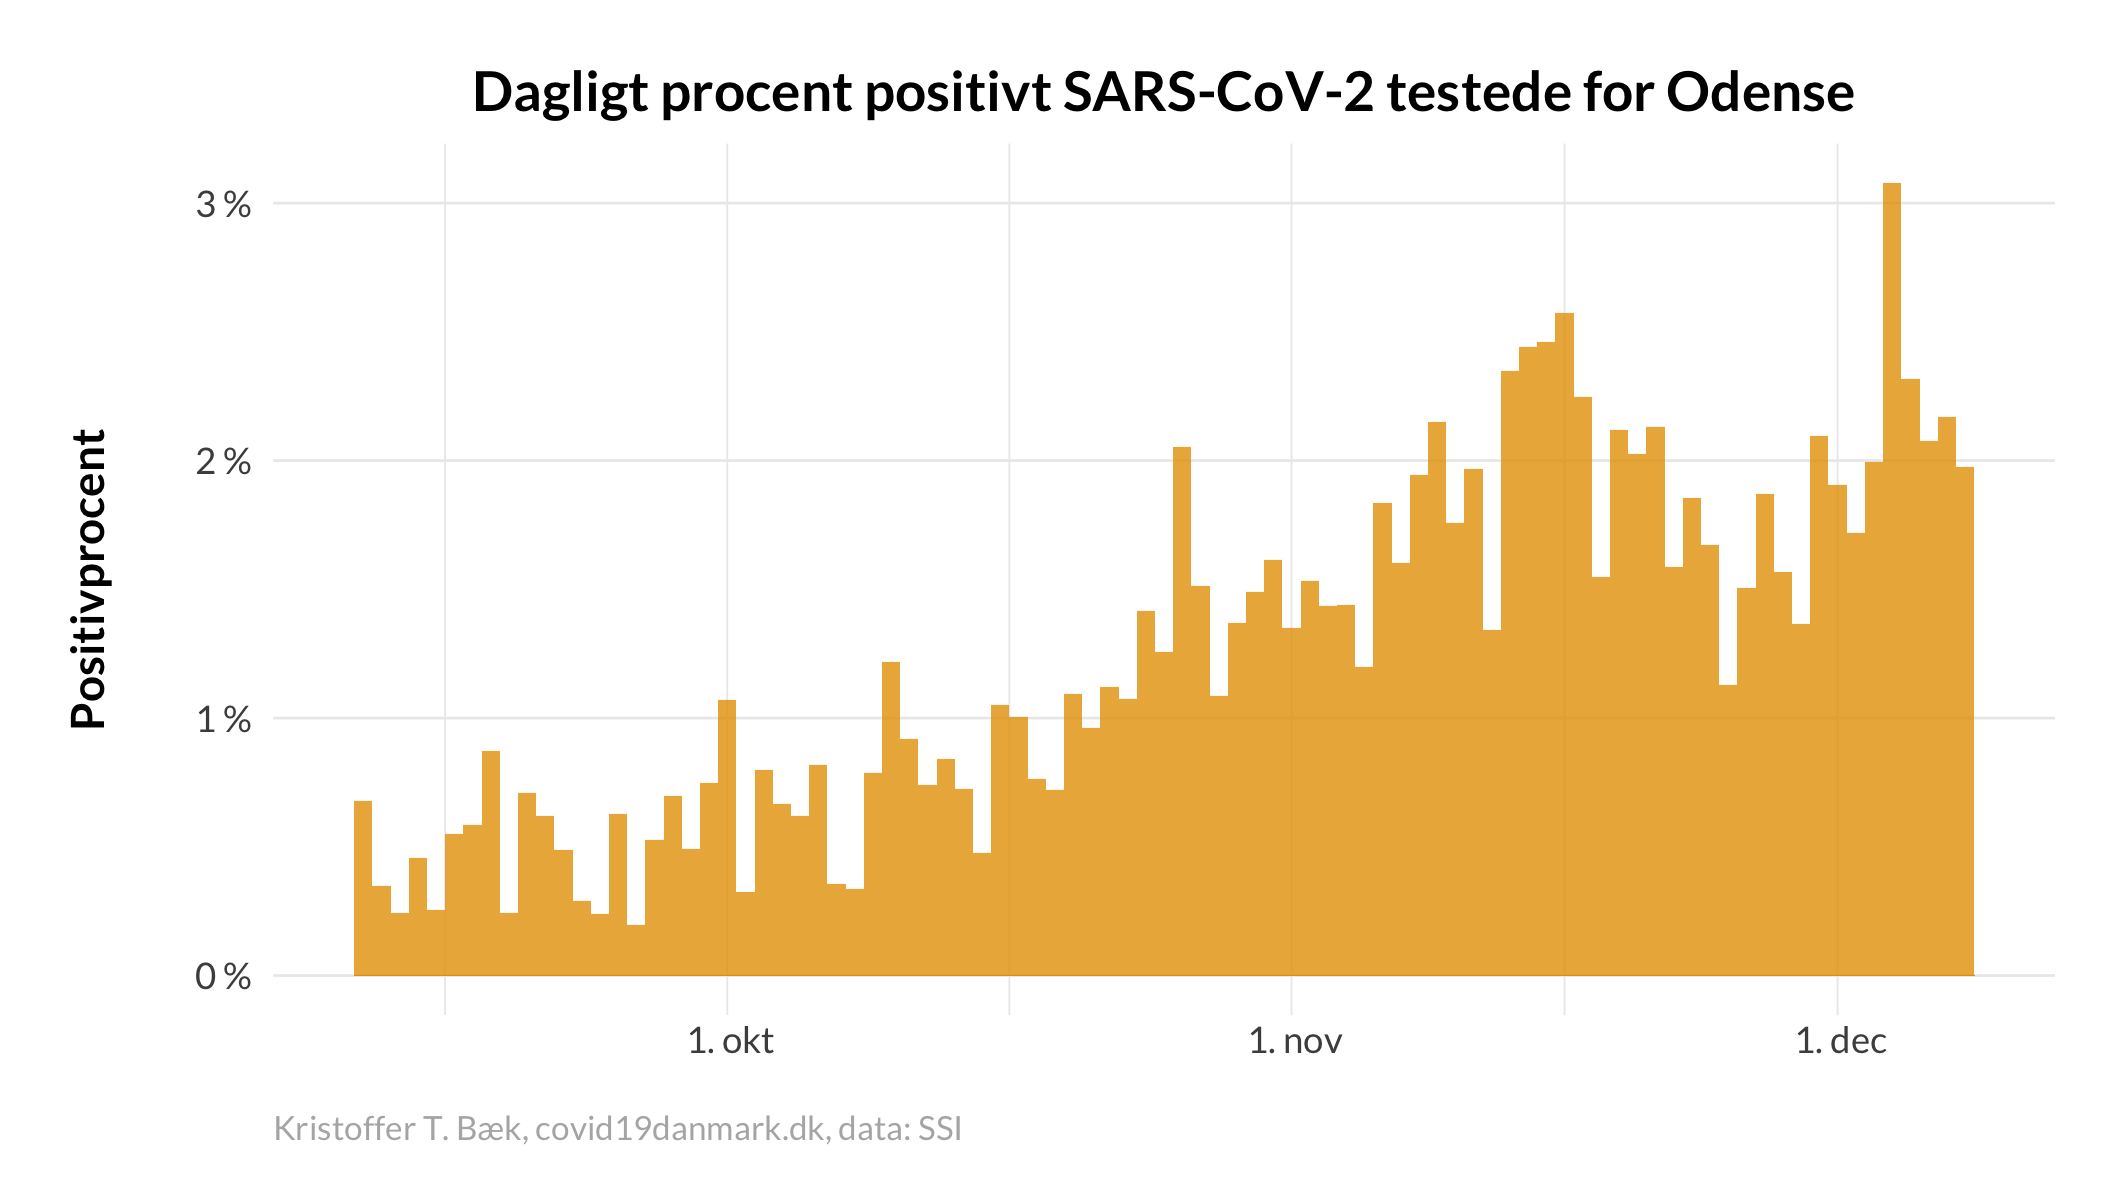 Dagligt procent positivt SARS-CoV-2 testede for Odense
Positivprocent
3 %
2 %
1 %
0 %
1. okt
1. nov
1. dec
Kristoffer T. Bæk, covid19danmark.dk, data: SSI